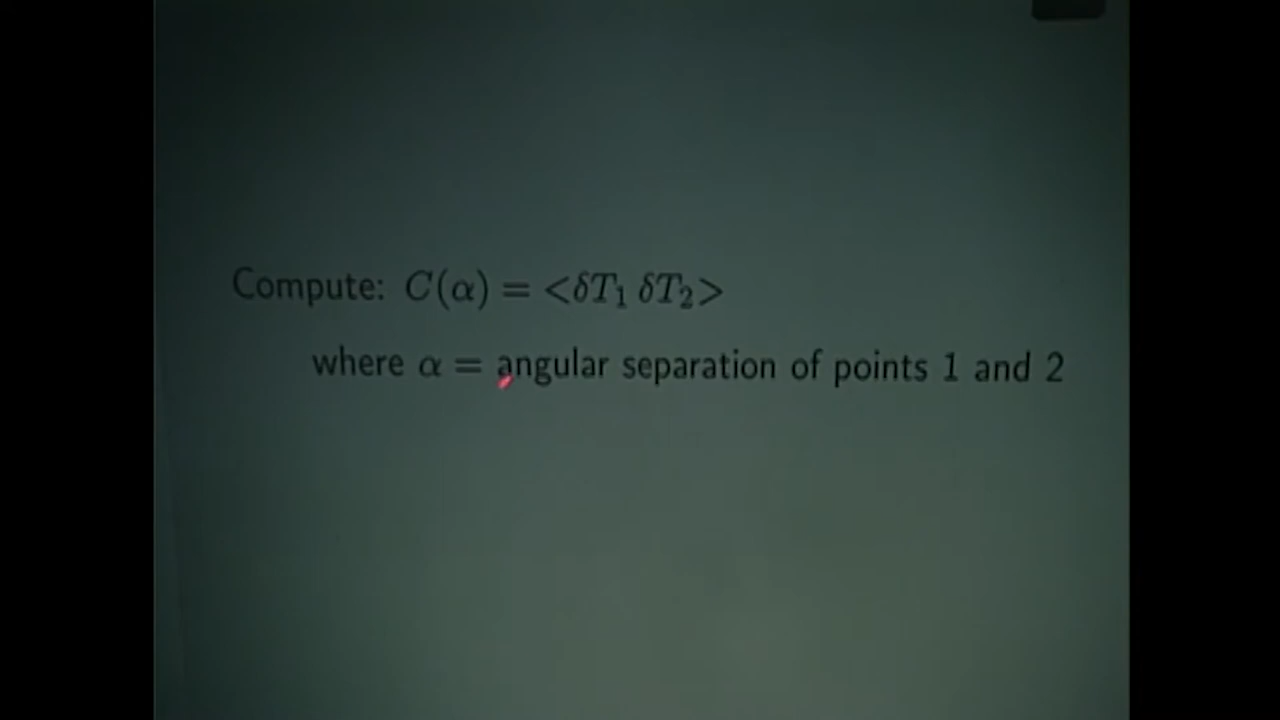 Compute: C(α) = <δT₁ δT₂>
where α = angular separation of points 1 and 2